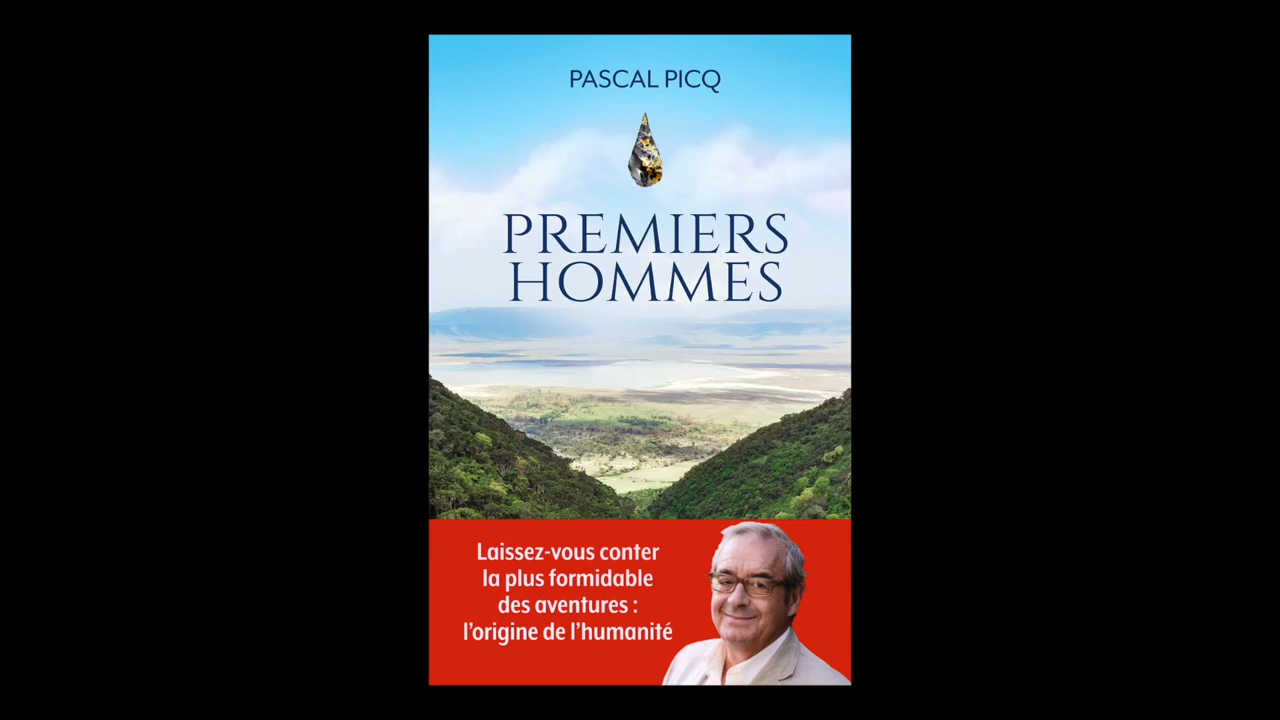 PASCAL PICQ
PREMIERS
HOMMES
Laissez-vous conter
la plus formidable
des aventures :
l'origine de l'humanité